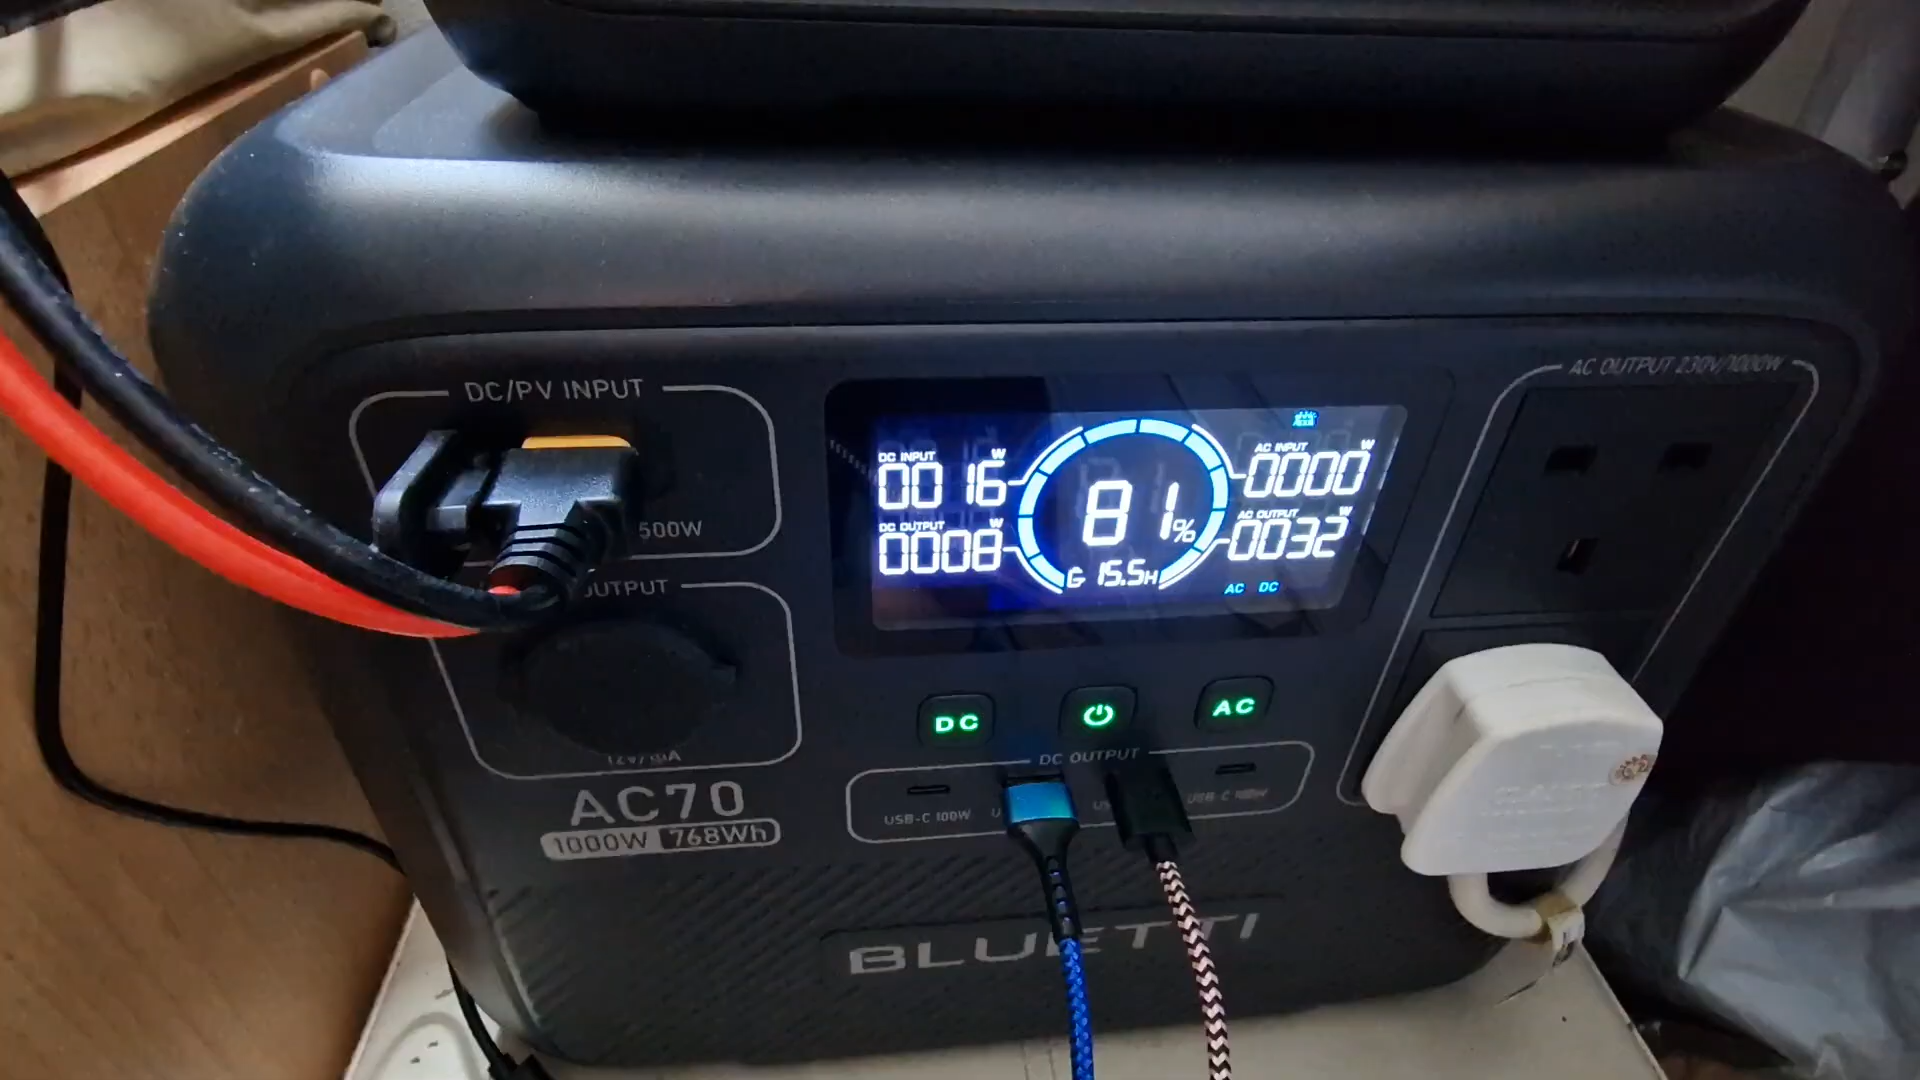 DC/PV INPUT
500W
OUTPUT
AC70
1000W 768Wh
DC INPUT W
0016
DC OUTPUT W
0008
81%
15.5H
AC INPUT W
0000
AC OUTPUT W
0032
AC DC
DC
AC
DC OUTPUT
USB-C 100W
USB-C 100W
AC OUTPUT 230V/1000W
BLUETTI